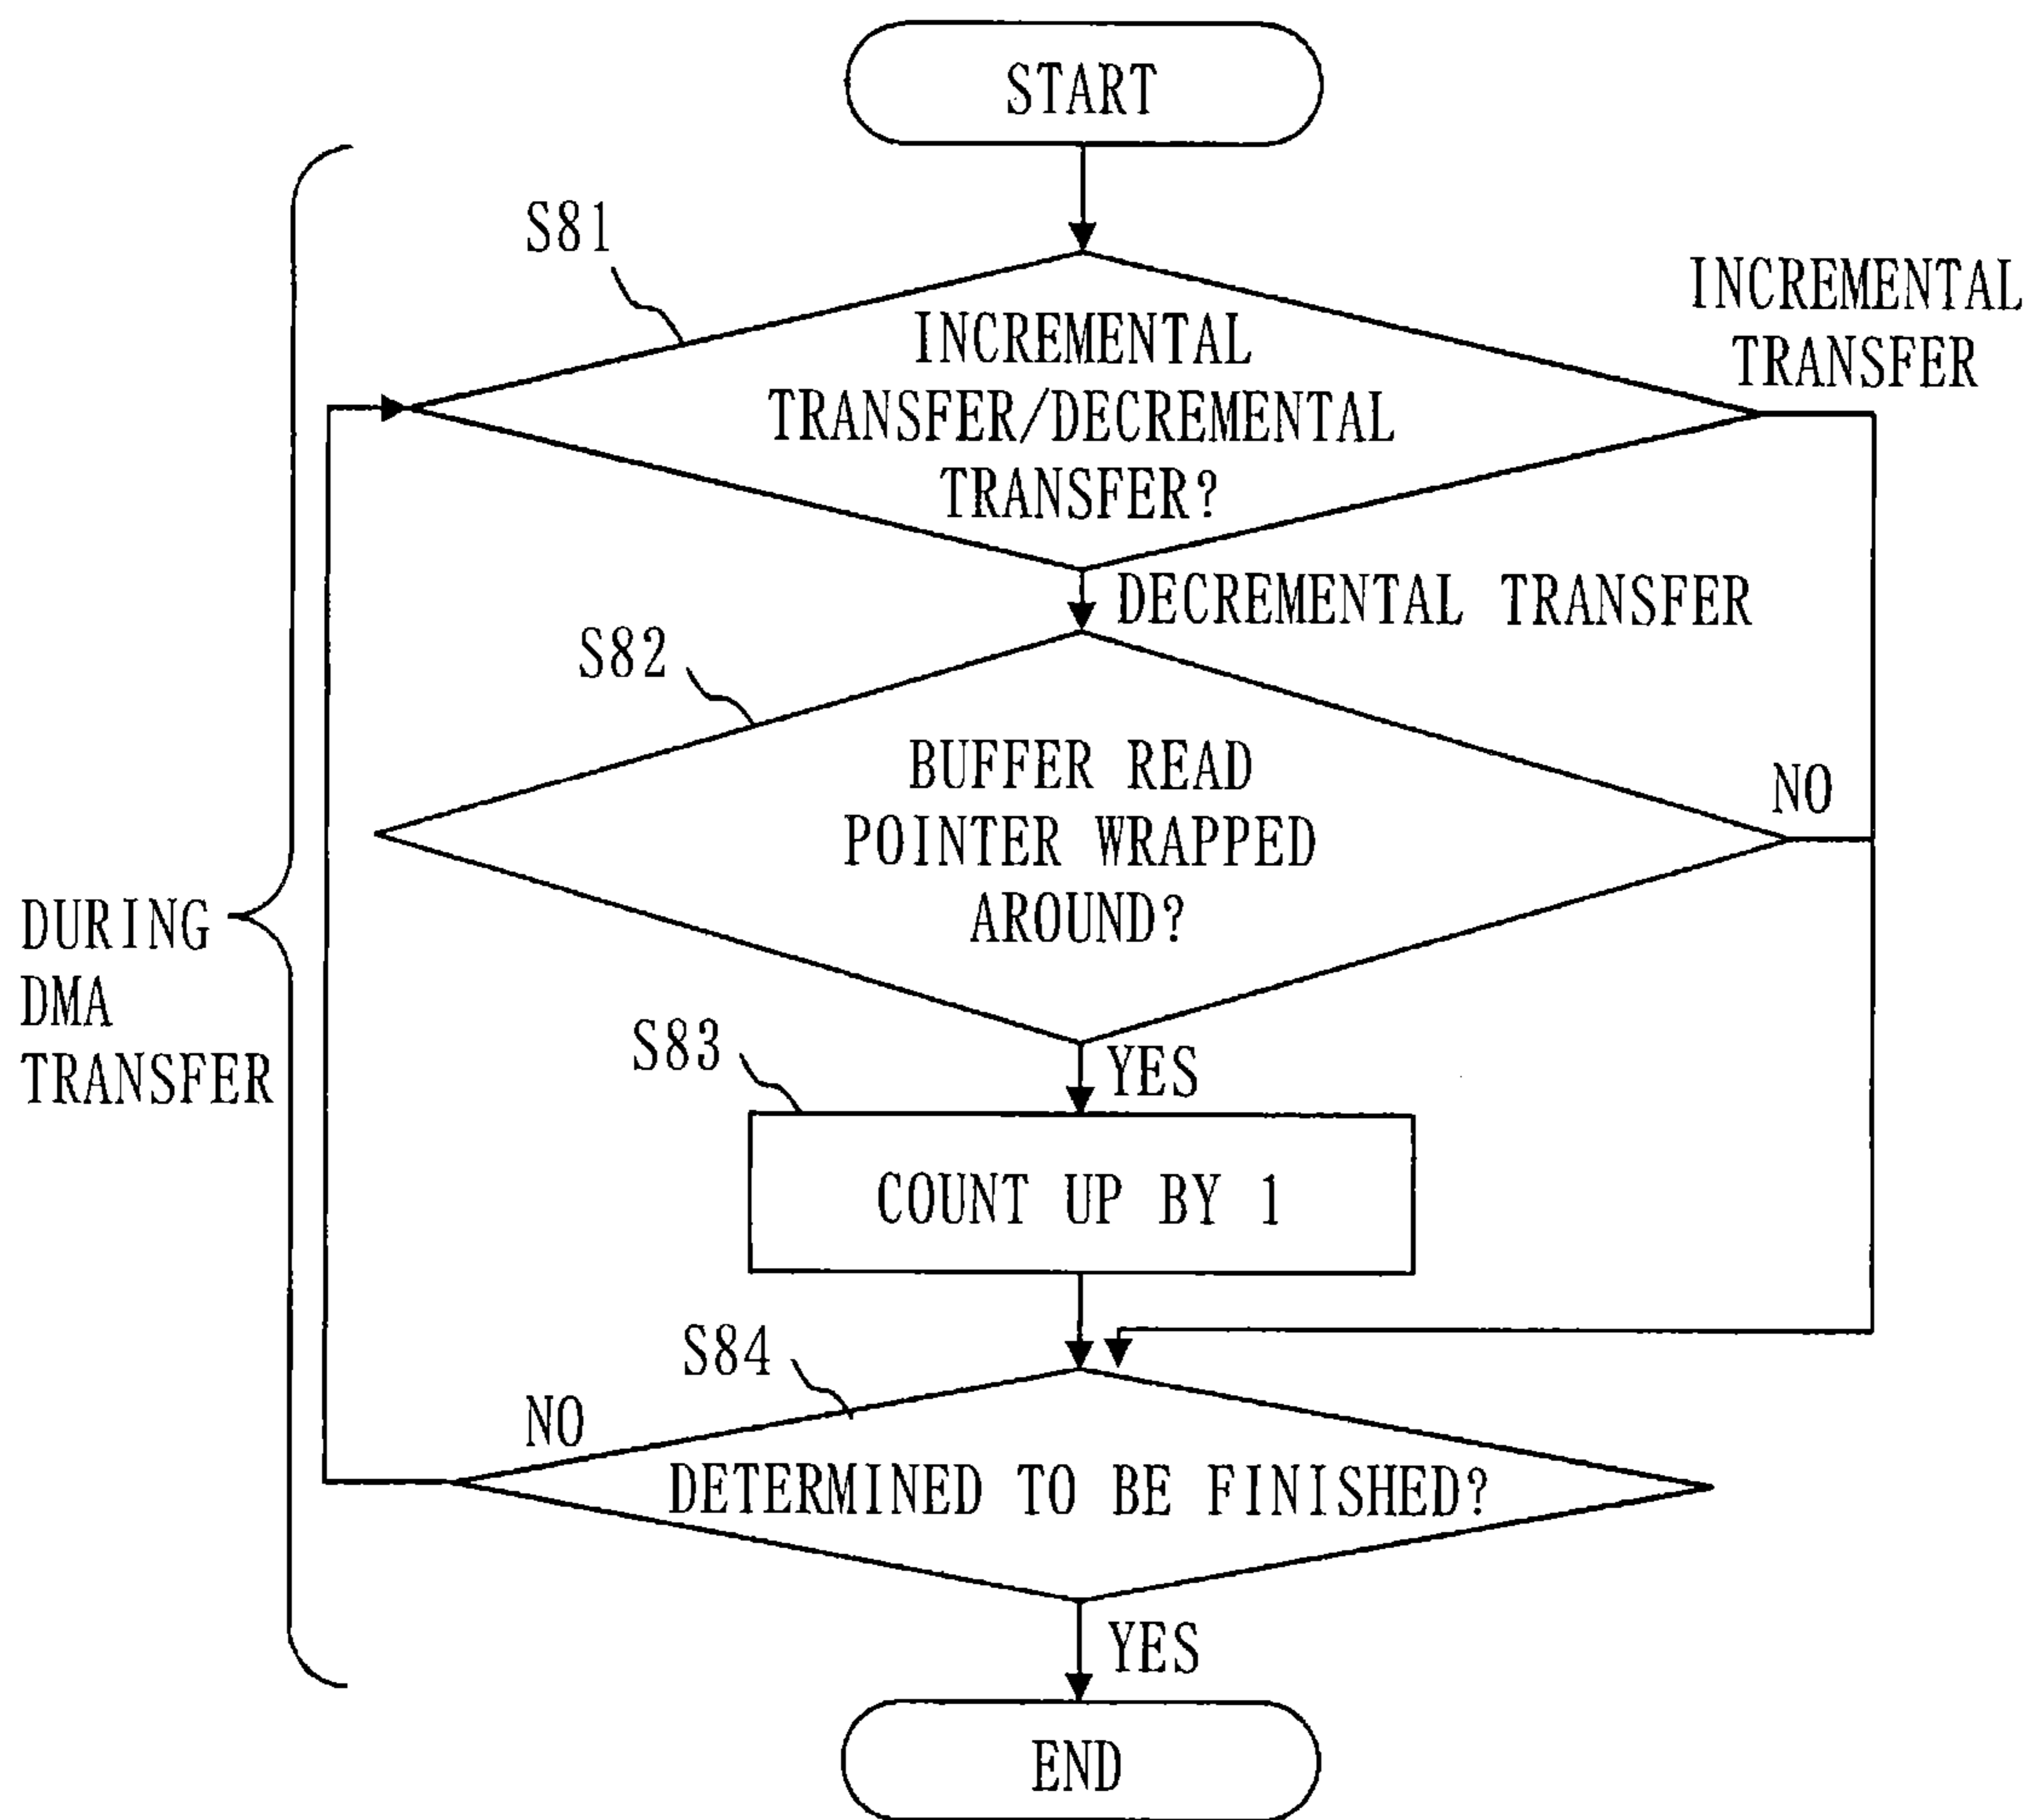 START
S81
INCREMENTAL
TRANSFER
INCREMENTAL
TRANSFER/DECREMENTAL
TRANSFER?
DECREMENTAL TRANSFER
S82
BUFFER READ
POINTER WRAPPED
AROUND?
NO
DURING
DMA
TRANSFER
S83
YES
COUNT UP BY 1
S84
NO
DETERMINED TO BE FINISHED?
YES
END